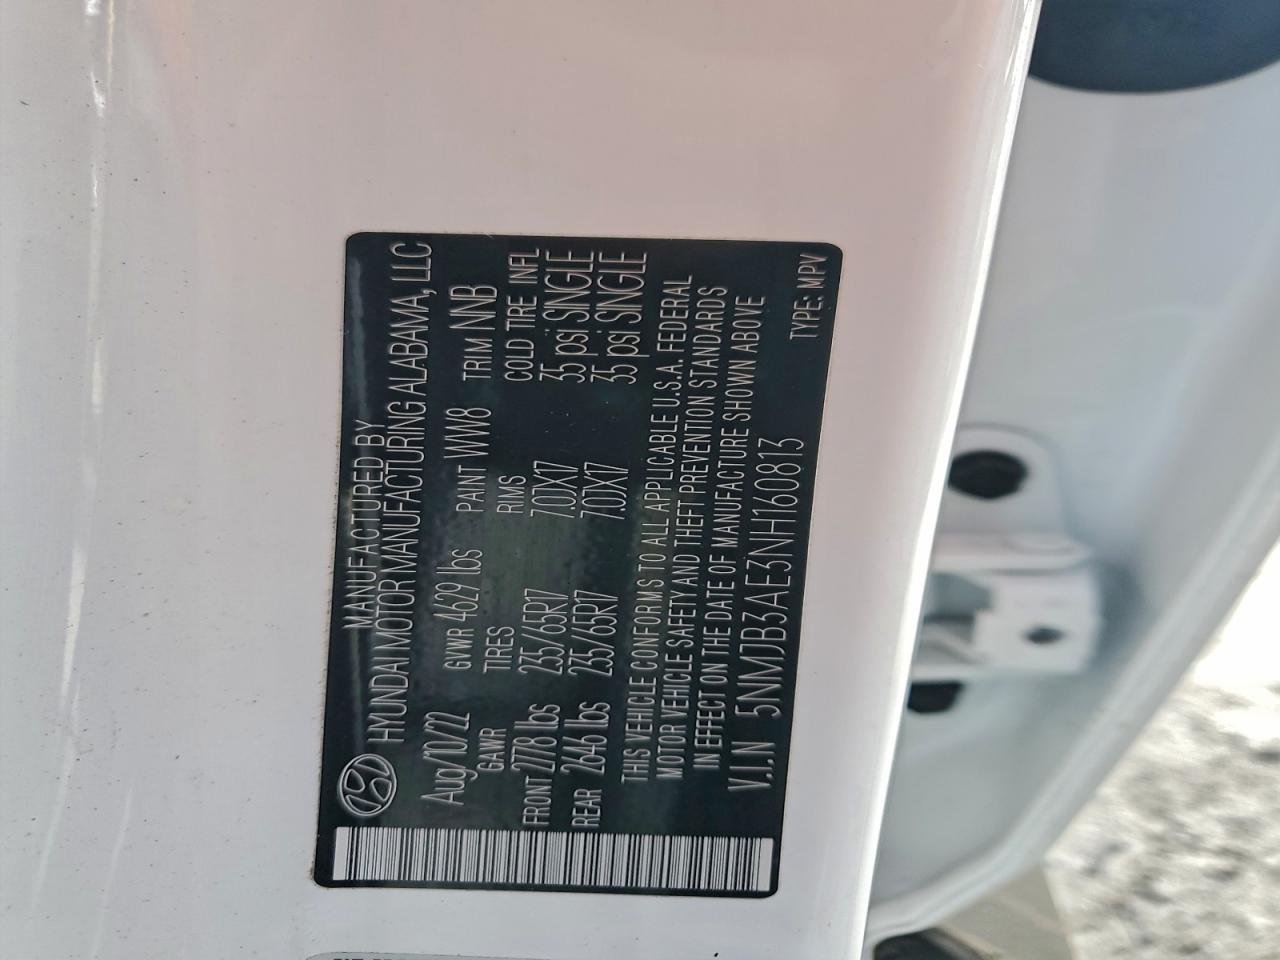 MANUFACTURED BY
HYUNDAI MOTOR MANUFACTURING ALABAMA, LLC
Aug/10/22 GVWR 4629 lbs PAINT WW8 TRIM NNB
GAWR TIRES RIMS COLD TIRE INFL
FRONT 2778 lbs 235/65R17 7.0JX17 35 psi SINGLE
REAR 2646 lbs 235/65R17 7.0JX17 35 psi SINGLE
THIS VEHICLE CONFORMS TO ALL APPLICABLE U.S.A. FEDERAL
MOTOR VEHICLE SAFETY AND THEFT PREVENTION STANDARDS
IN EFFECT ON THE DATE OF MANUFACTURE SHOWN ABOVE
V.I.N 5NMJB3AE3NH160813 TYPE: MPV